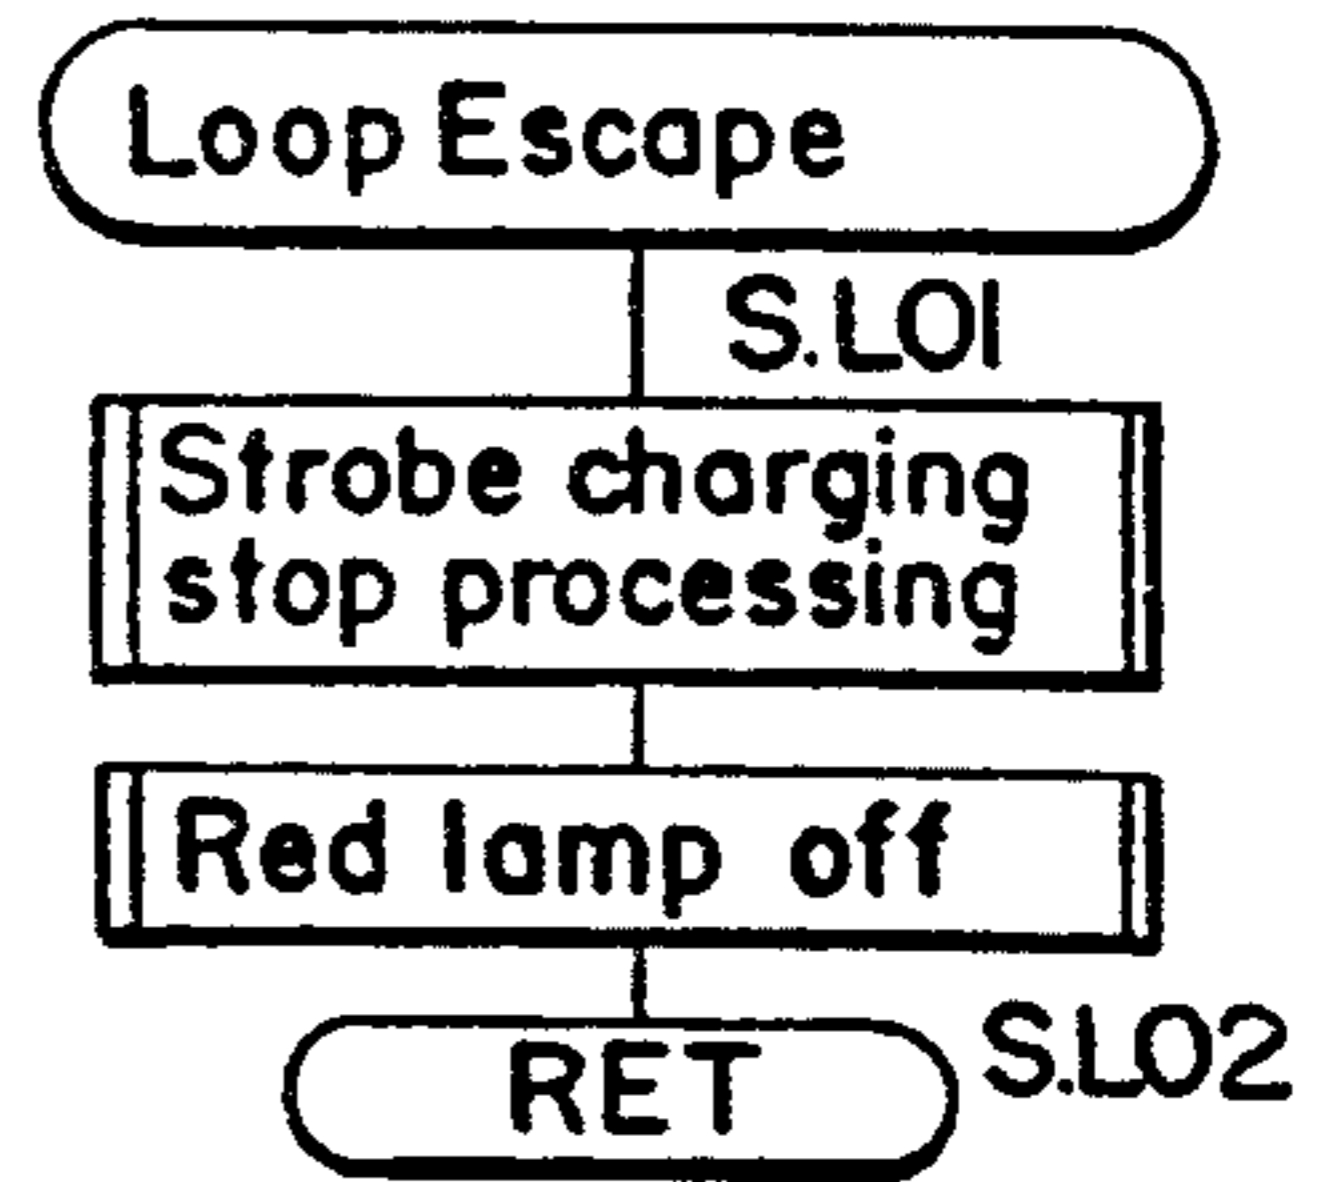 Loop Escape
S.L01
Strobe charging
stop processing
Red lamp off
RET
S.L02